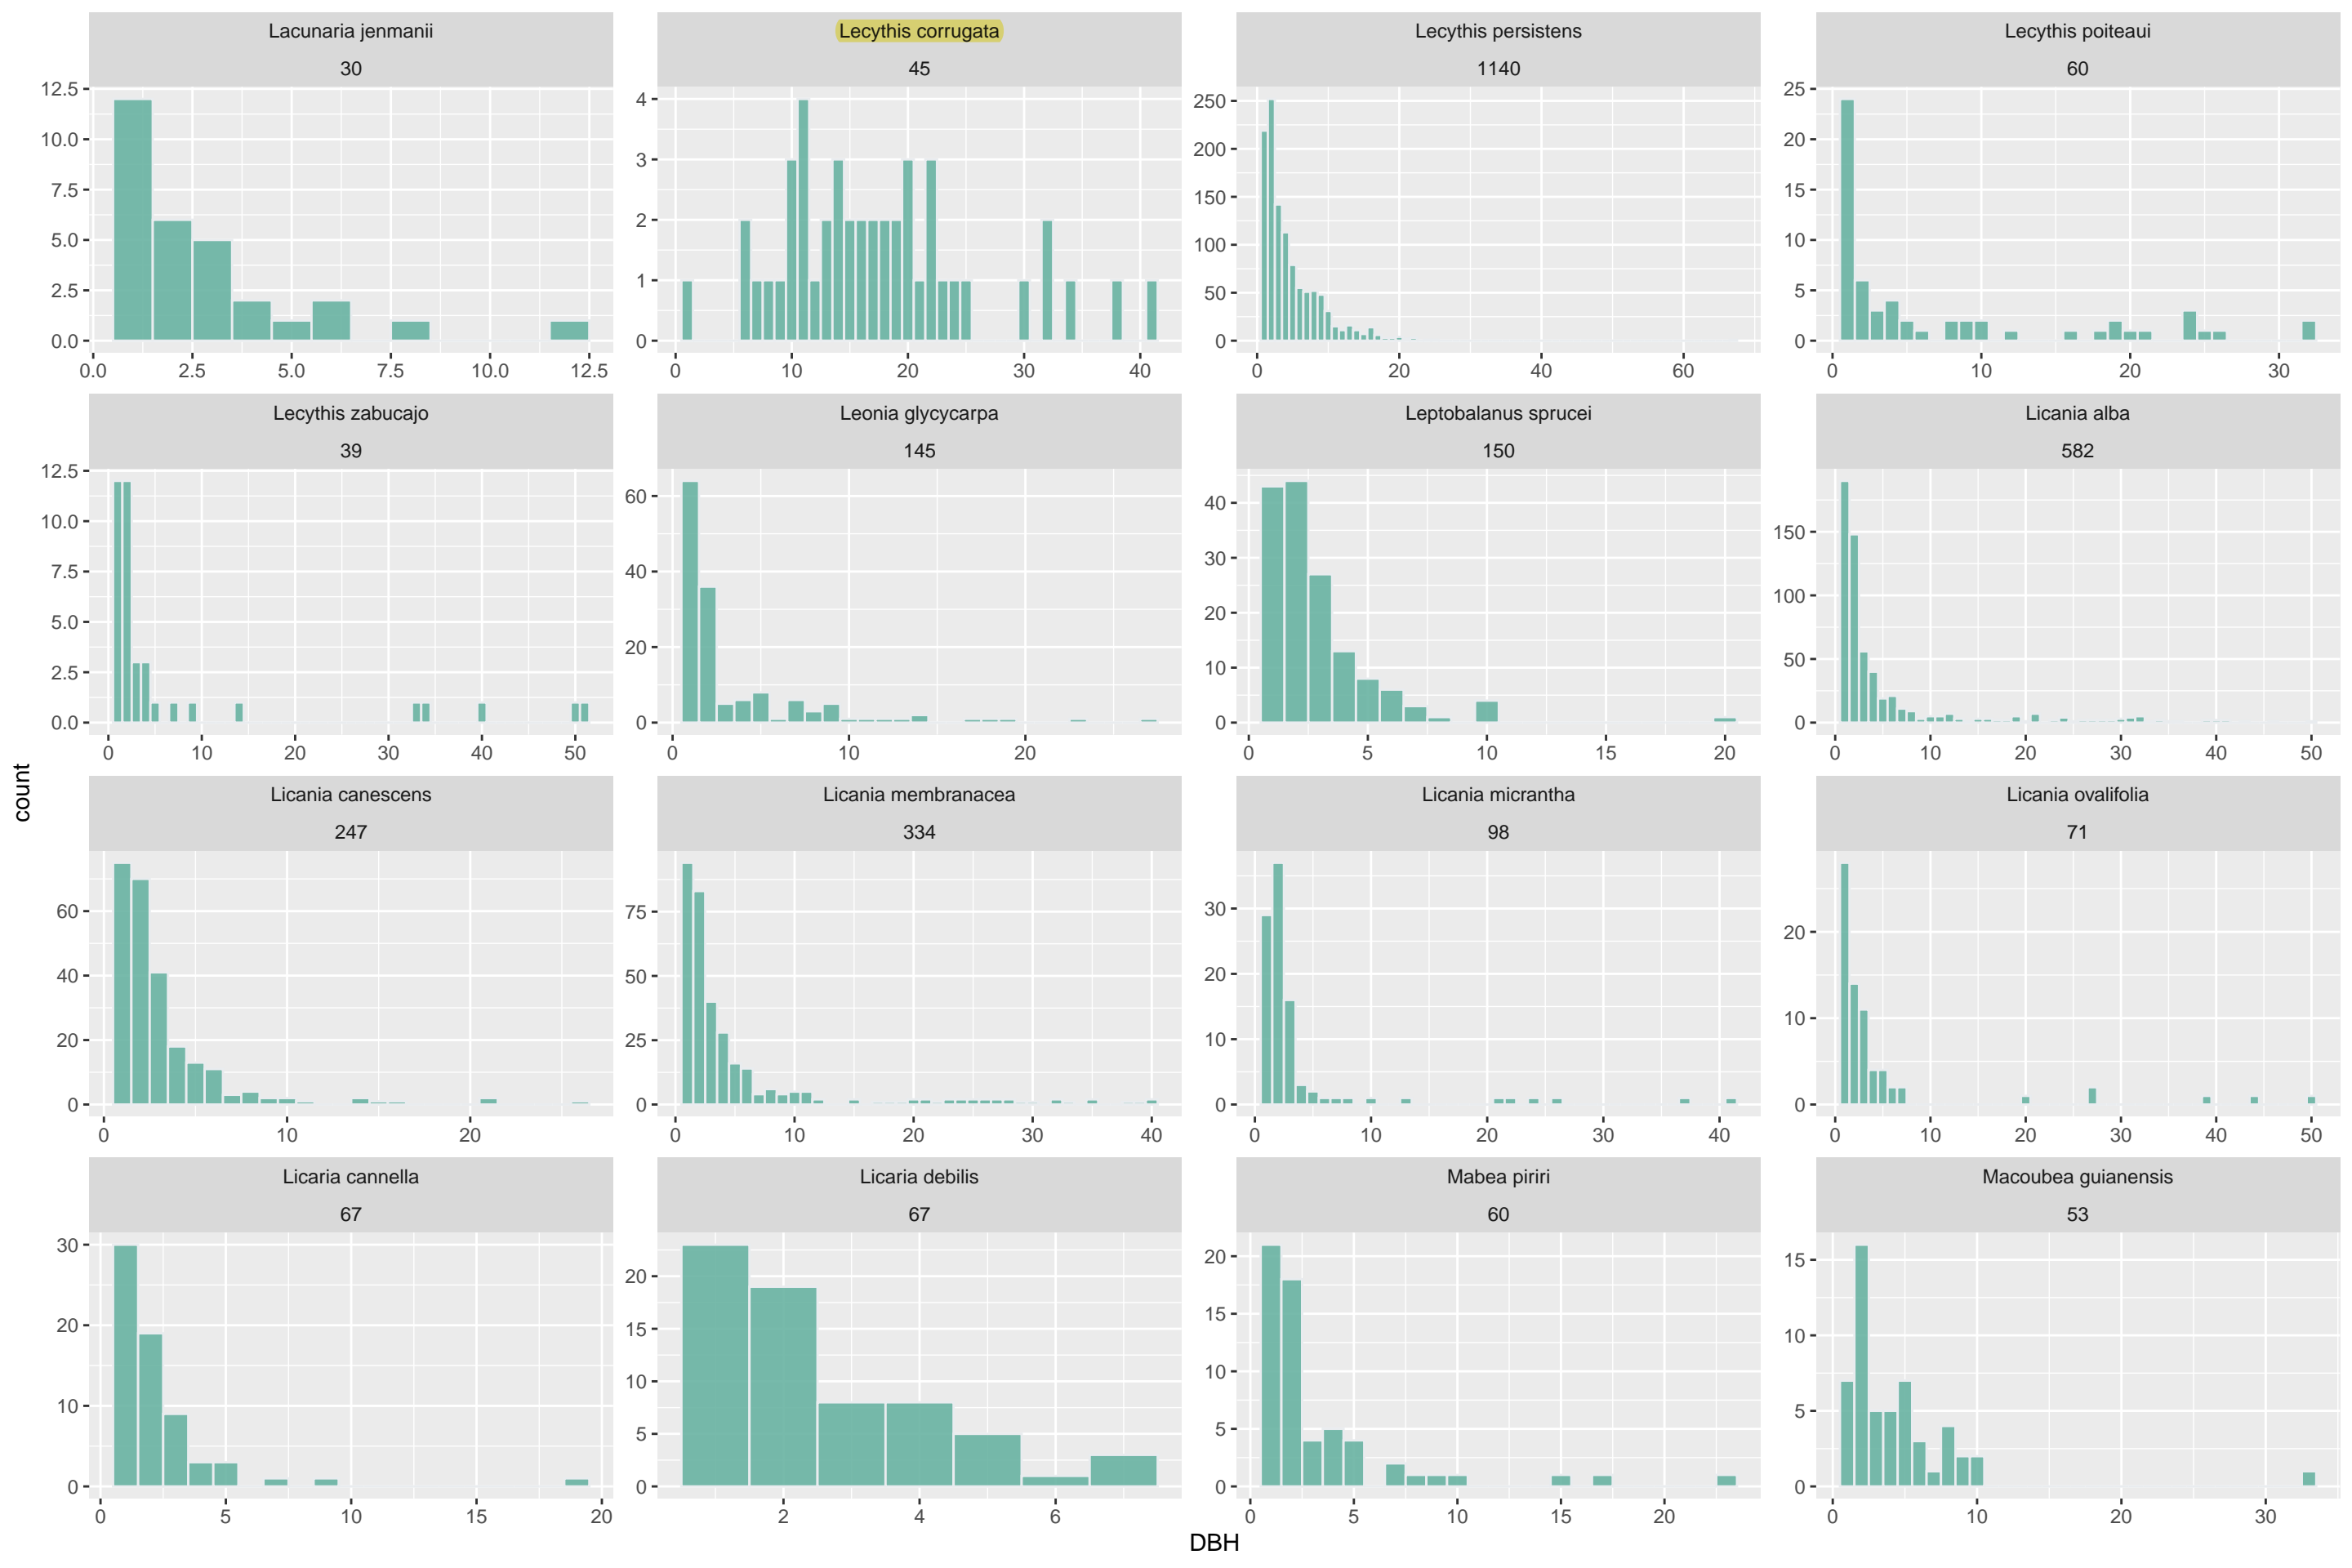 Lacunaria jenmanii
30
12.5
10.0
7.5
5.0
2.5
0.0
0.0 2.5 5.0 7.5 10.0 12.5
Lecythis corrugata
45
4
3
2
1
0
0 10 20 30 40
Lecythis persistens
1140
250
200
150
100
50
0
0 20 40 60
Lecythis poiteaui
60
25
20
15
10
5
0
0 10 20 30
Lecythis zabucajo
39
12.5
10.0
7.5
5.0
2.5
0.0
0 10 20 30 40 50
Leonia glycycarpa
145
60
40
20
0
0 10 20
Leptobalanus sprucei
150
40
30
20
10
0
0 5 10 15 20
Licania alba
582
150
100
50
0
0 10 20 30 40 50
count
Licania canescens
247
60
40
20
0
0 10 20
Licania membranacea
334
75
50
25
0
0 10 20 30 40
Licania micrantha
98
30
20
10
0
0 10 20 30 40
Licania ovalifolia
71
20
10
0
0 10 20 30 40 50
Licaria cannella
67
30
20
10
0
0 5 10 15 20
Licaria debilis
67
20
15
10
5
0
2 4 6
Mabea piriri
60
20
15
10
5
0
0 5 10 15 20
Macoubea guianensis
53
15
10
5
0
0 10 20 30
DBH